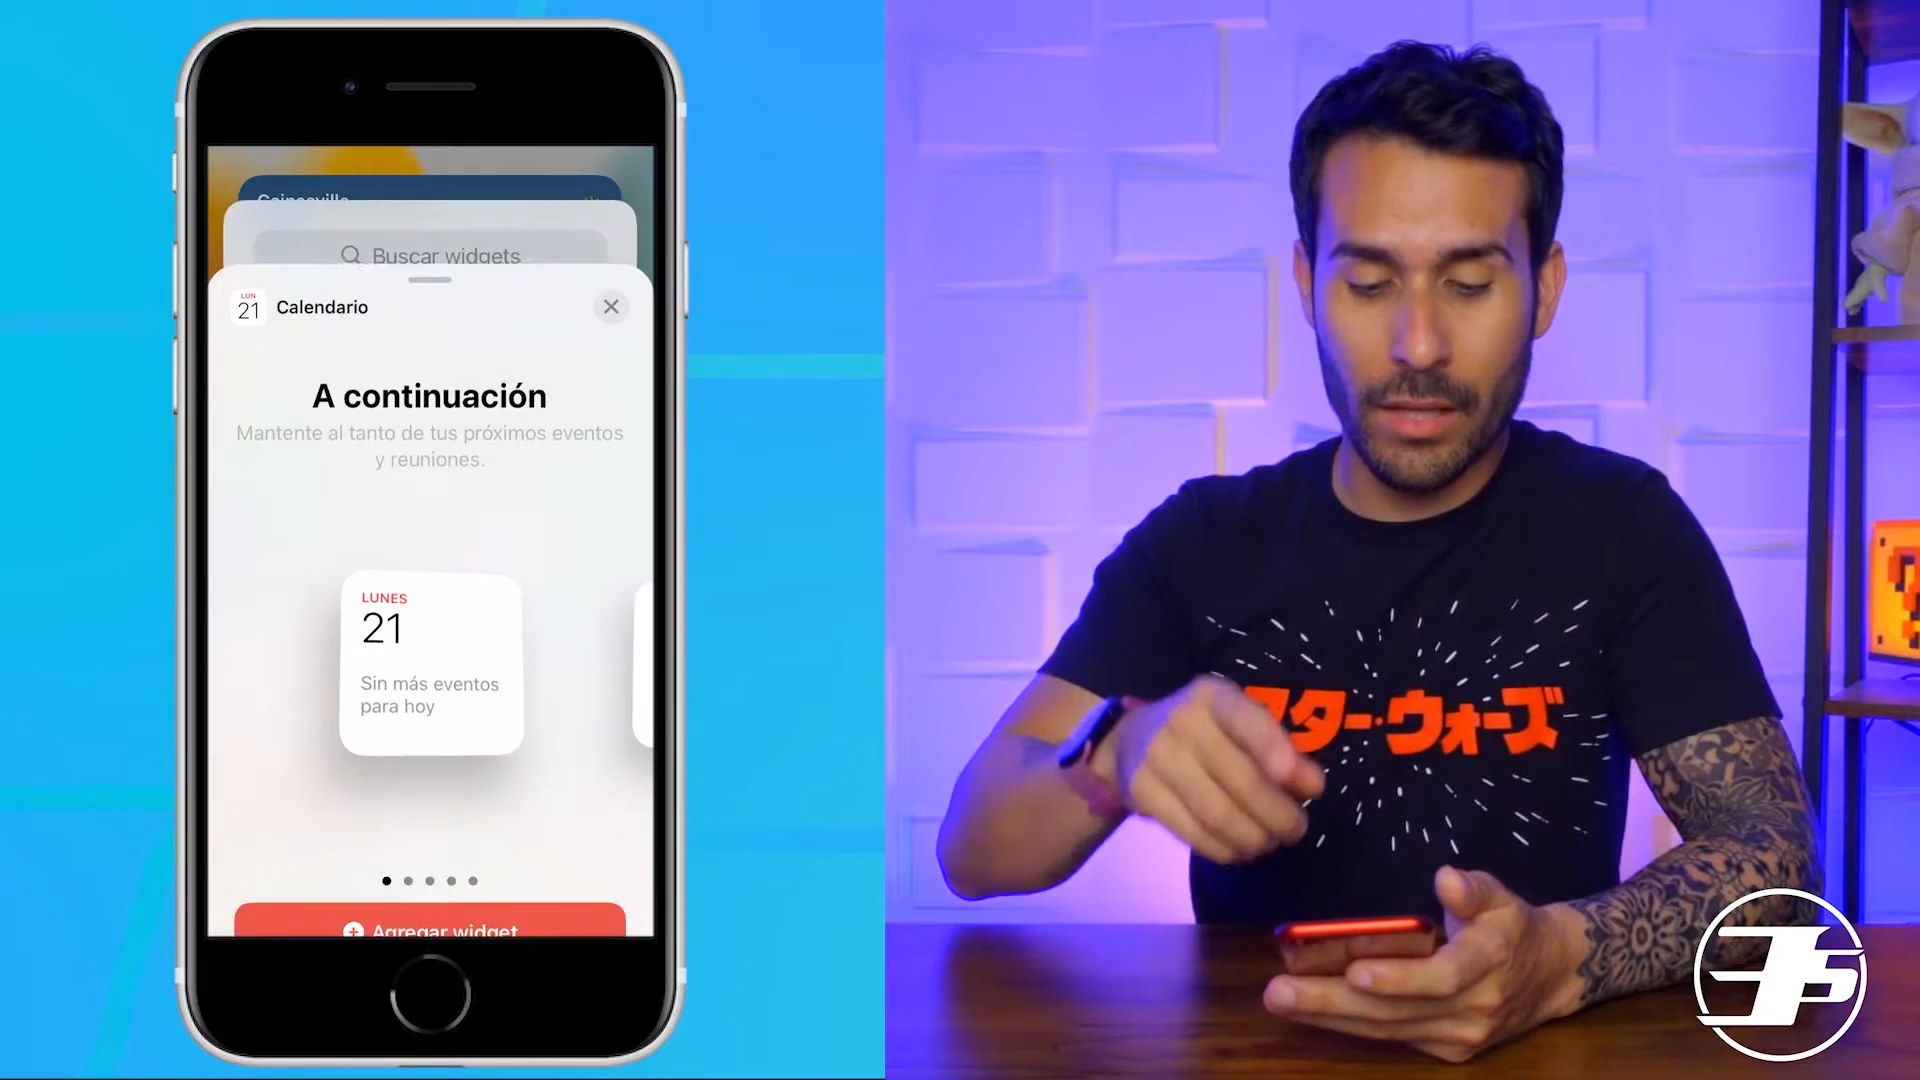 Gainesville
Buscar widgets
LUN
21
Calendario
A continuación
Mantente al tanto de tus próximos eventos
y reuniones.
LUNES
21
Sin más eventos
para hoy
Agregar widget
スター・ウォーズ
?